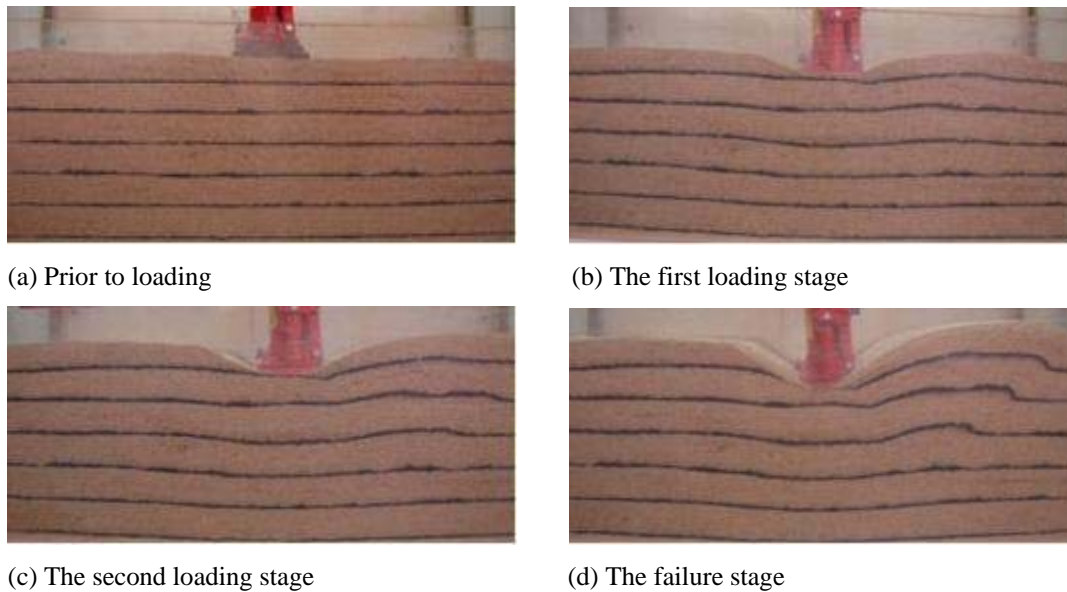 (a) Prior to loading
(b) The first loading stage
(c) The second loading stage
(d) The failure stage